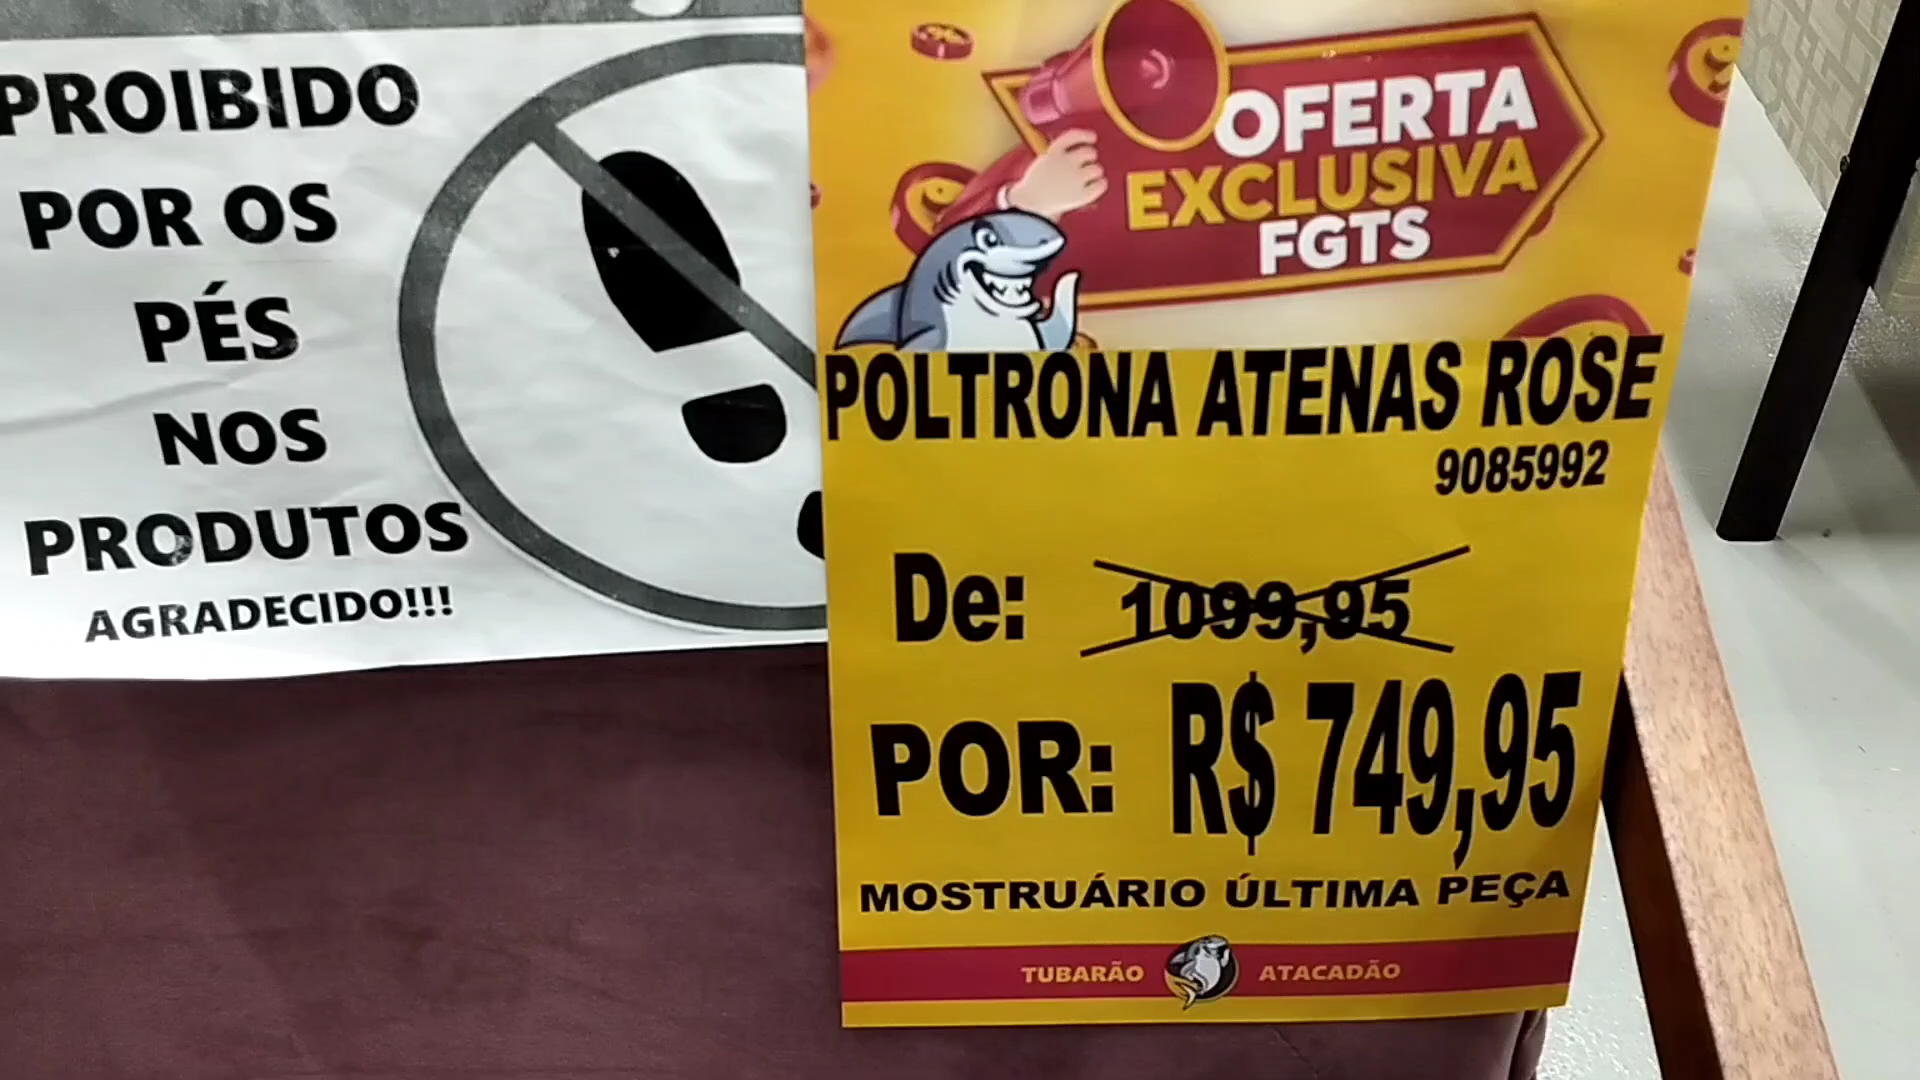 PROIBIDO
POR OS
PÉS
NOS
PRODUTOS
AGRADECIDO!!!
OFERTA
EXCLUSIVA
FGTS
POLTRONA ATENAS ROSE
9085992
De: 1099,95
POR: R$ 749,95
MOSTRUÁRIO ÚLTIMA PEÇA
TUBARÃO ATACADÃO